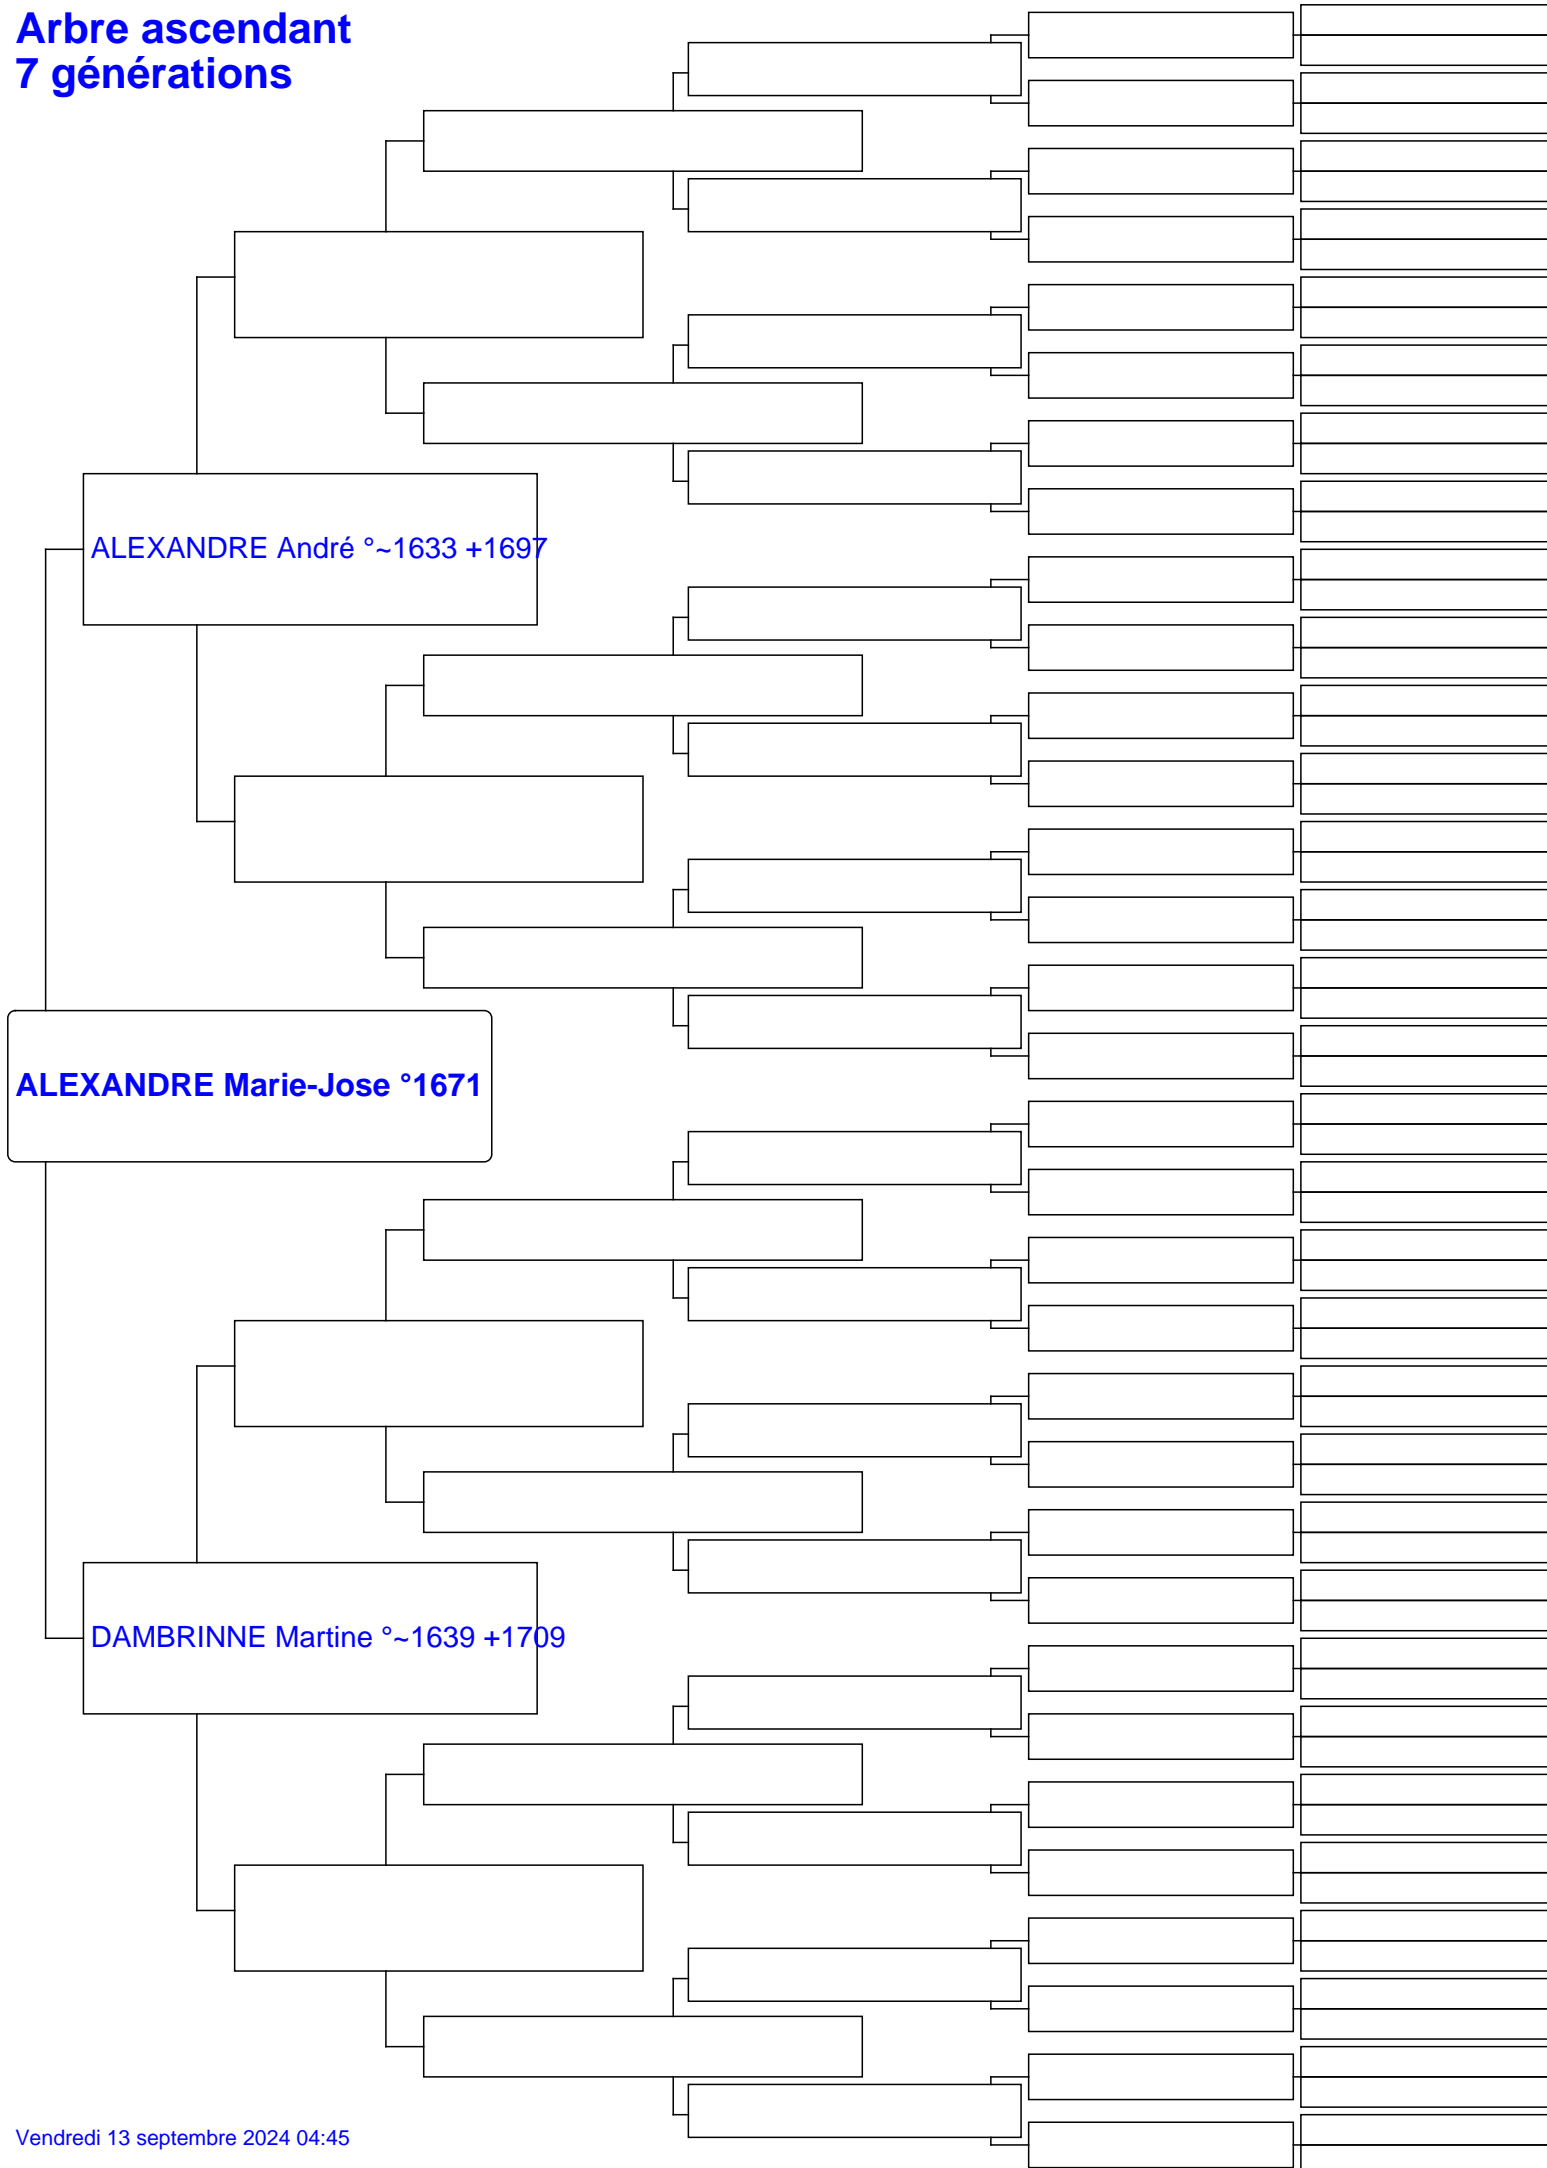 Arbre ascendant
7 générations
ALEXANDRE André °~1633 +1697
ALEXANDRE Marie-Jose °1671
DAMBRINNE Martine °~1639 +1709
Vendredi 13 septembre 2024 04:45